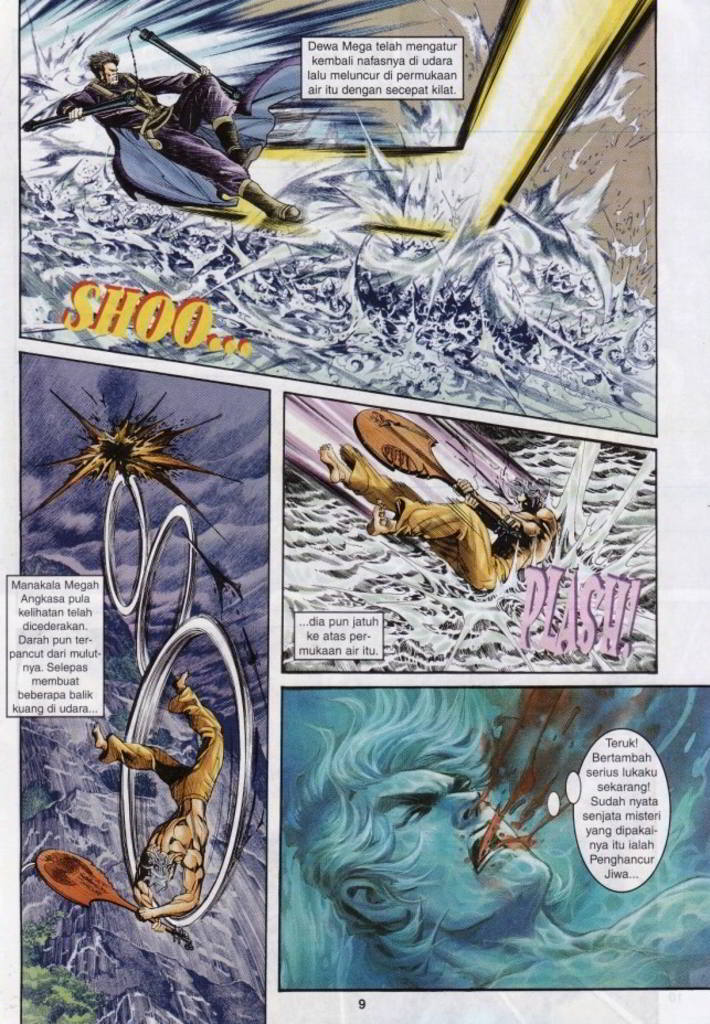 Dewa Mega telah mengatur
kembali nafasnya di udara
lalu meluncur di permukaan
air itu dengan secepat kilat.
SHOO...
Manakala Megah
Angkasa pula
kelihatan telah
dicederakan.
Darah pun ter-
pancut dari mulut-
nya. Selepas
membuat
beberapa balik
kuang di udara...
...dia pun jatuh
ke atas per-
mukaan air itu.
PLASH!
Teruk!
Bertambah
serius lukaku
sekarang!
Sudah nyata
senjata misteri
yang dipakai-
nya itu ialah
Penghancur
Jiwa...
9